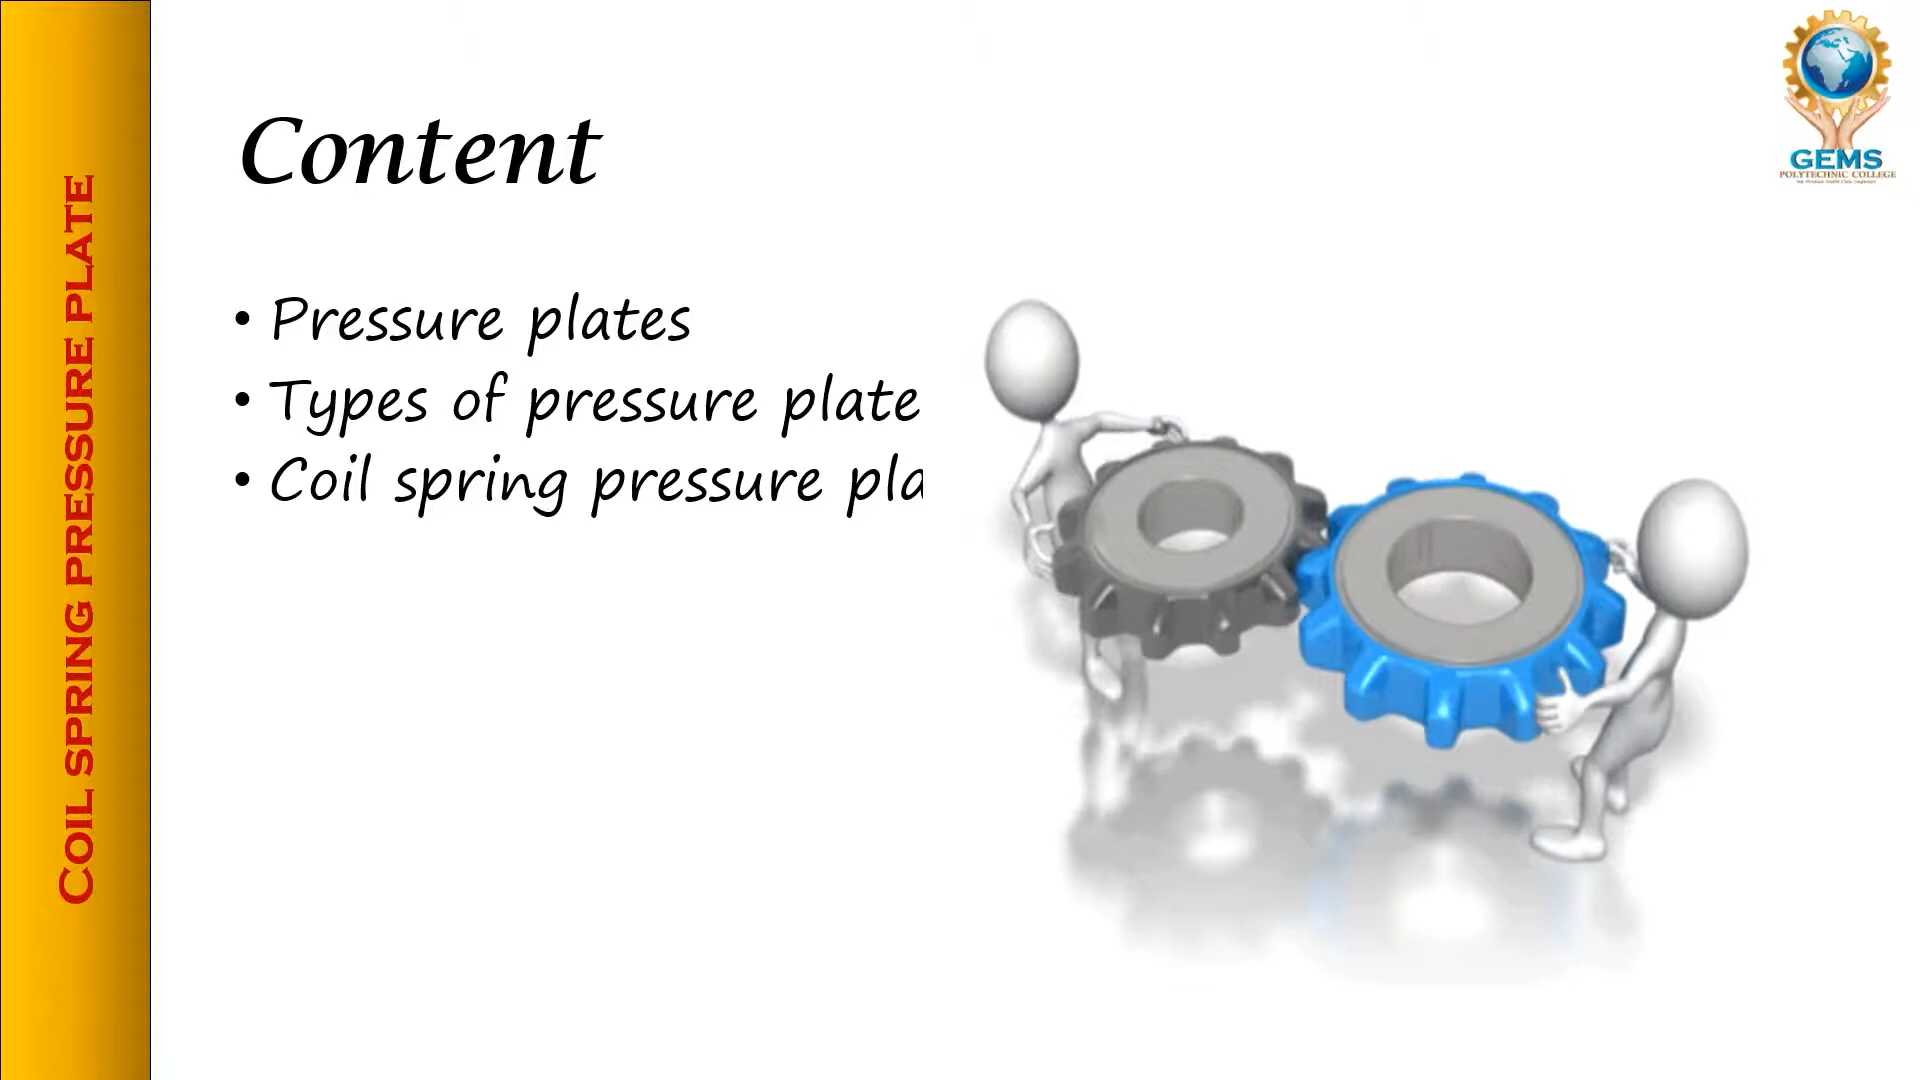 COIL SPRING PRESSURE PLATE
Content
• Pressure plates
• Types of pressure plate
• Coil spring pressure pla
GEMS
POLYTECHNIC COLLEGE